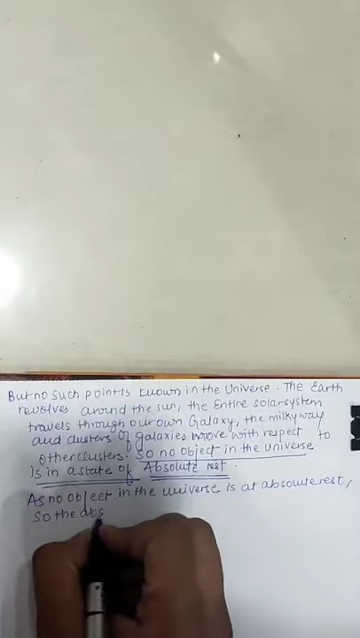 But no such point is known in the Universe. The Earth
revolves around the sun, the Entire solar system
travels through our own Galaxy, the milky way
and clusters of galaxies move with respect to
other clusters. So no object in the universe
is in a state of Absolute rest.
As no object in the universe is at absolute rest,
So the abs